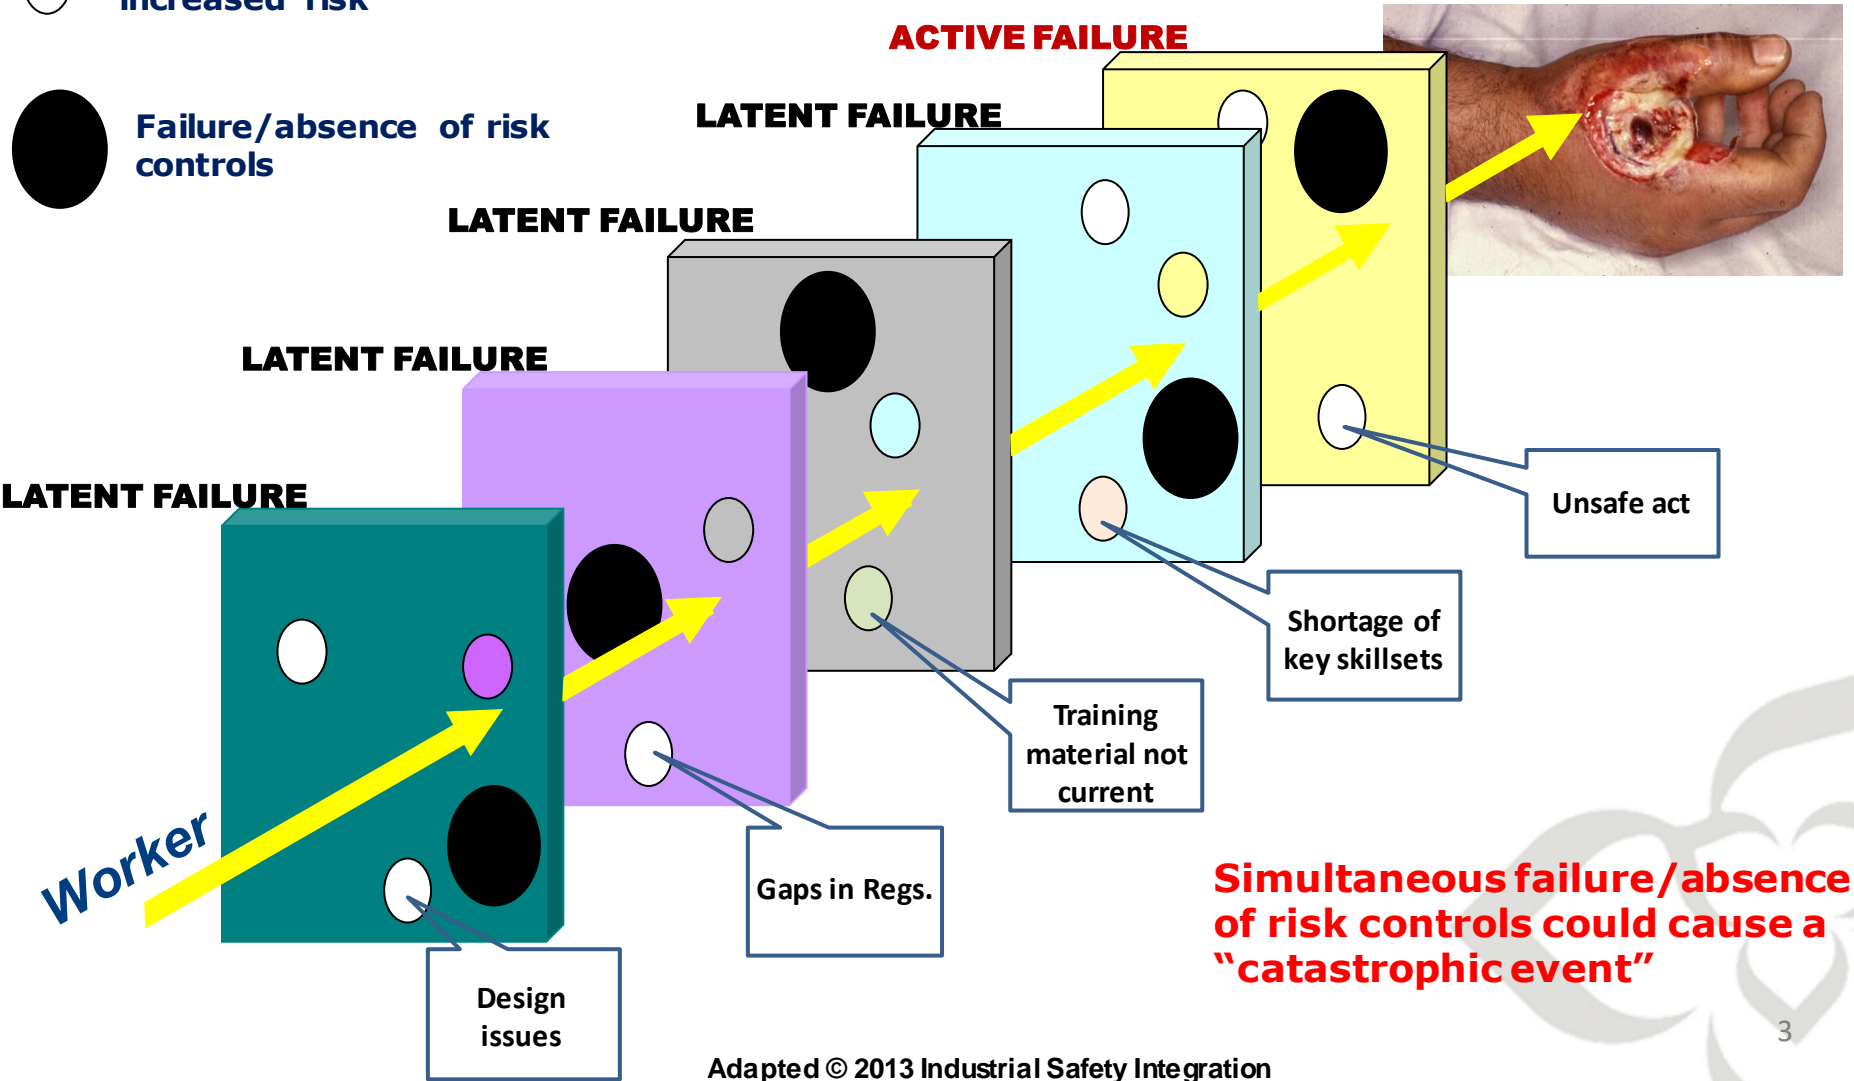 increased risk
ACTIVE FAILURE
LATENT FAILURE
Failure/absence of risk
controls
LATENT FAILURE
LATENT FAILURE
LATENT FAILURE
Unsafe act
Shortage of
key skillsets
Training
material not
current
Worker
Gaps in Regs.
Simultaneous failure/absence
of risk controls could cause a
“catastrophic event”
Design
issues
3
Adapted © 2013 Industrial Safety Integration